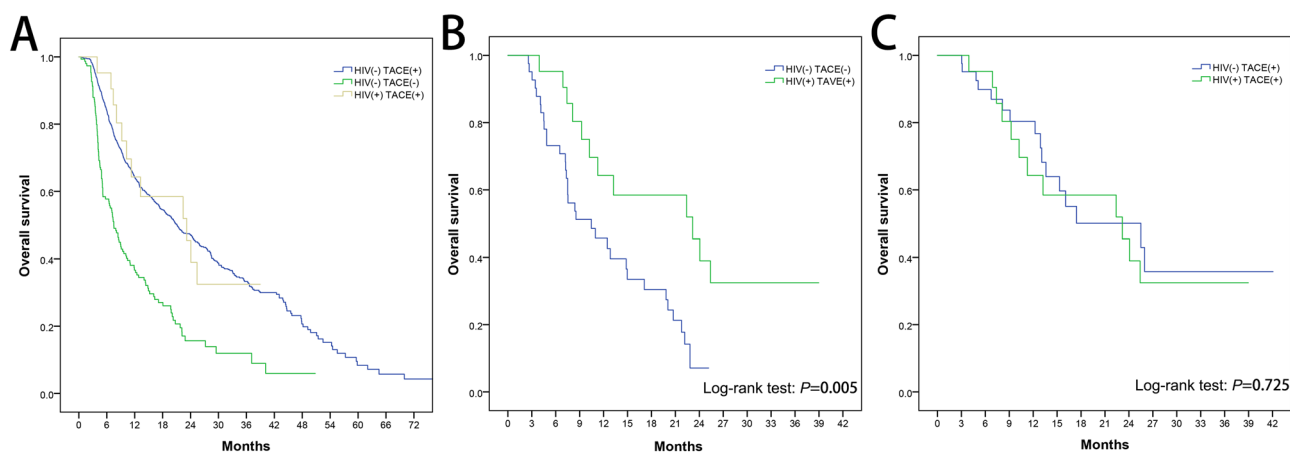 A
HIV(-) TACE(+)
HIV(-) TACE(-)
HIV(+) TACE(+)
Overall survival
1.0
0.8
0.6
0.4
0.2
0.0
0 6 12 18 24 30 36 42 48 54 60 66 72
Months
B
HIV(-) TACE(-)
HIV(+) TAVE(+)
Overall survival
1.0
0.8
0.6
0.4
0.2
0.0
Log-rank test: P=0.005
0 3 6 9 12 15 18 21 24 27 30 33 36 39 42
Months
C
HIV(-) TACE(+)
HIV(+) TACE(+)
Overall survival
1.0
0.8
0.6
0.4
0.2
0.0
Log-rank test: P=0.725
0 3 6 9 12 15 18 21 24 27 30 33 36 39 42
Months